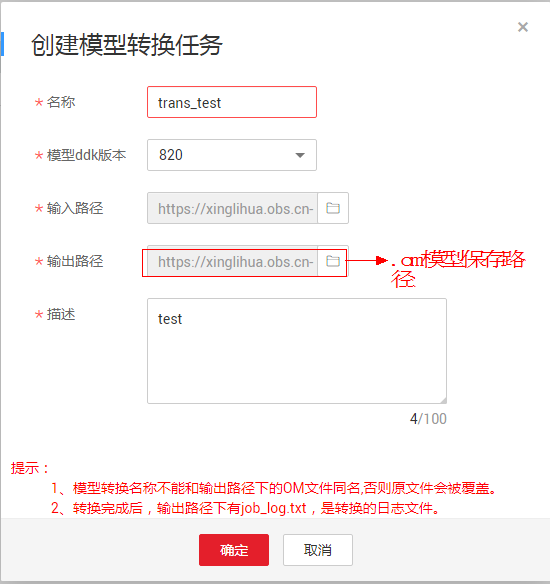 ×
创建模型转换任务
* 名称 trans_test
* 模型ddk版本 820
* 输入路径 https://xinglihua.obs.cn-
* 输出路径 https://xinglihua.obs.cn-
.om模型保存路
径
* 描述 test
4/100
提示：
1、模型转换名称不能和输出路径下的OM文件同名,否则原文件会被覆盖。
2、转换完成后，输出路径下有job_log.txt，是转换的日志文件。
确定 取消